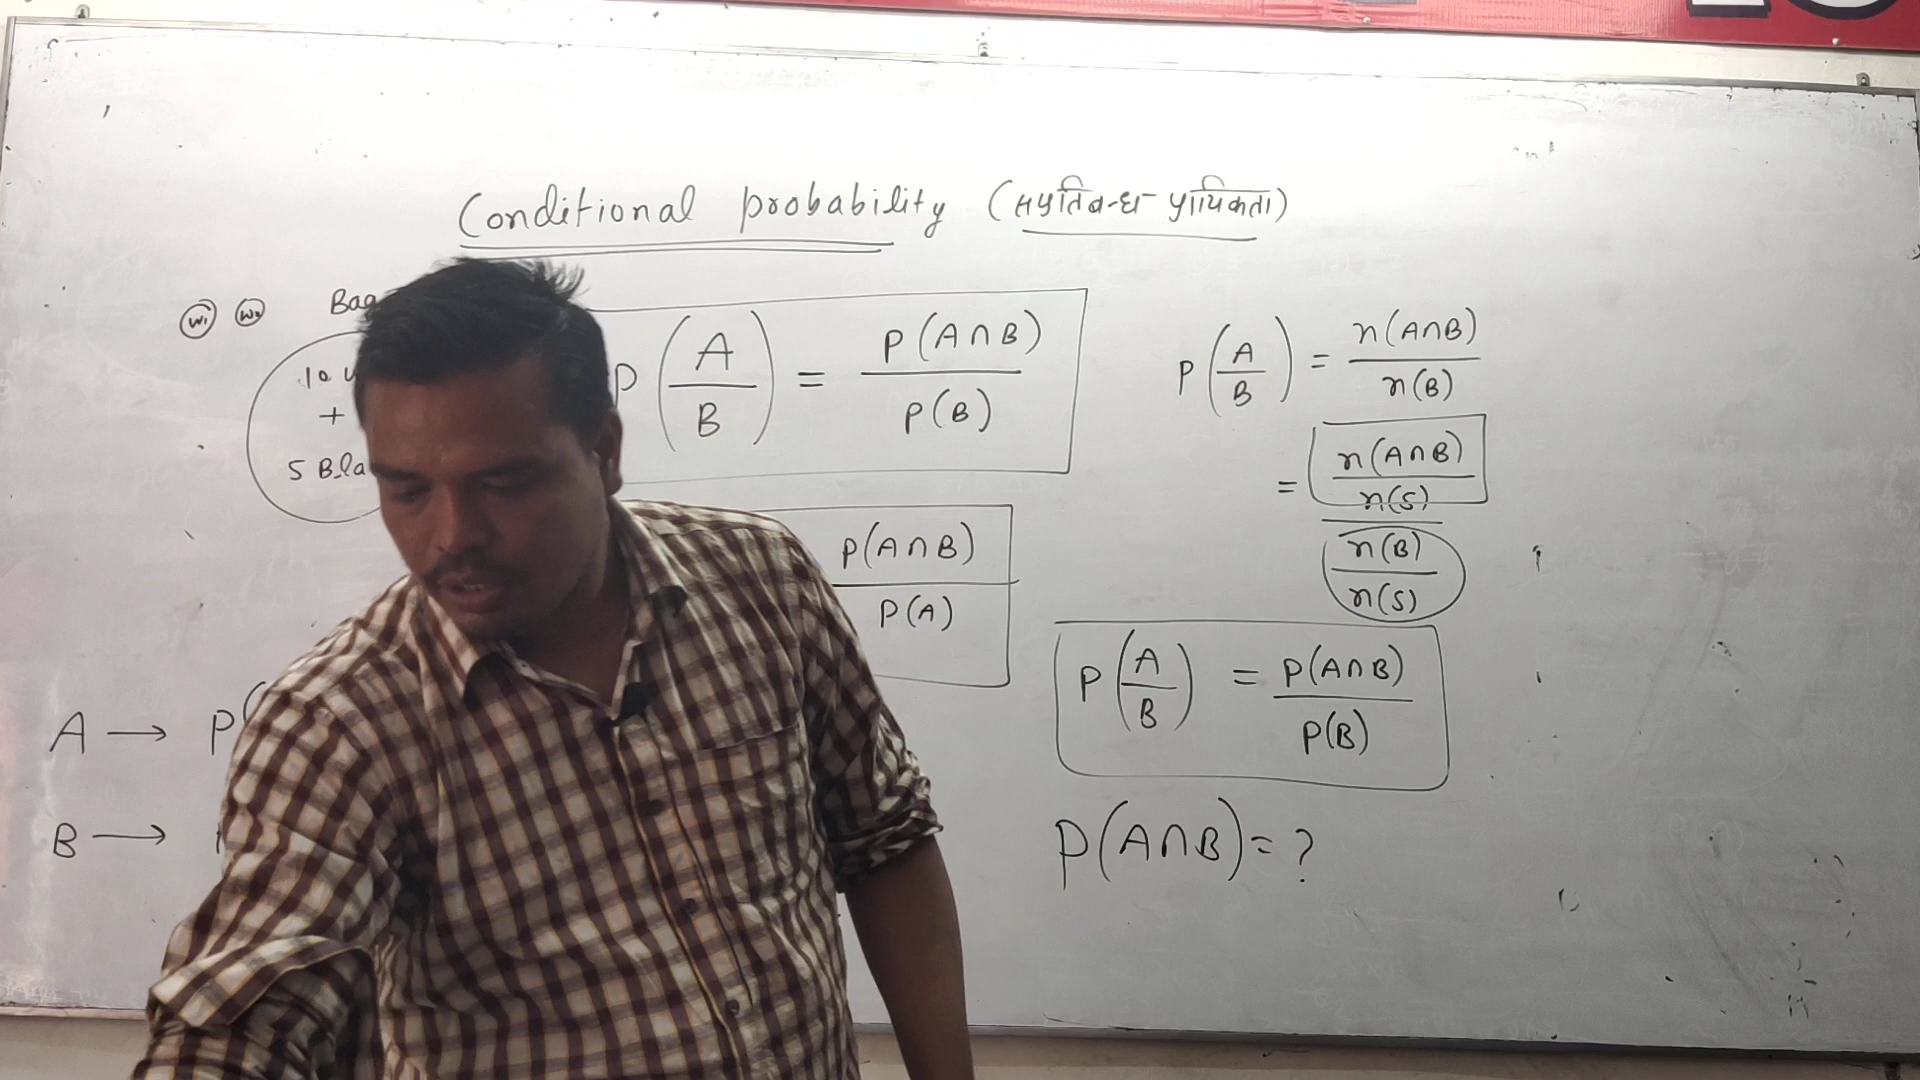 Conditional probability (सप्रतिबन्ध प्रायिकता)
W1 W2 Bag
10 W
+
5 Bla
P(A/B) = P(A∩B)/P(B)
P(A∩B)/P(A)
A → P(
B →
P(A/B) = n(A∩B)/n(B)
= n(A∩B)/n(S)
n(B)/n(S)
P(A/B) = P(A∩B)/P(B)
P(A∩B) = ?